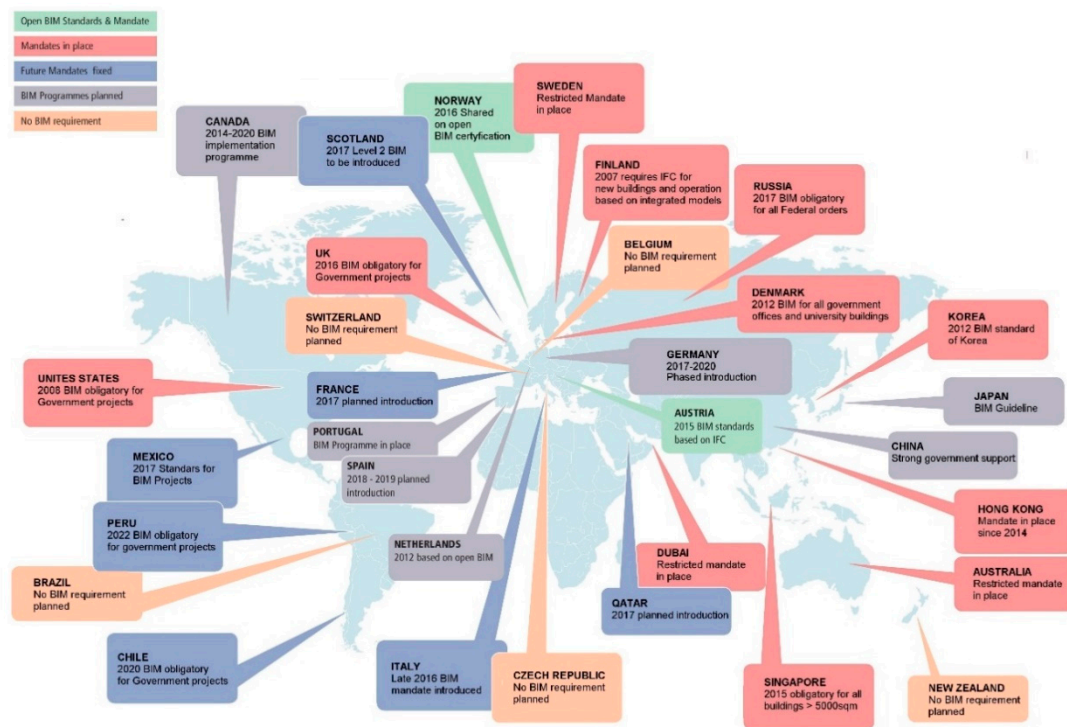 Open BIM Standards & Mandate
Mandates in place
Future Mandates fixed
BIM Programmes planned
No BIM requirement
CANADA
2014-2020 BIM
implementation
programme
SCOTLAND
2017 Level 2 BIM
to be introduced
NORWAY
2016 Shared
on open
BIM certyfication
SWEDEN
Restricted Mandate
in place
FINLAND
2007 requires IFC for
new buildings and operation
based on integrated models
RUSSIA
2017 BIM obligatory
for all Federal orders
UK
2016 BIM obligatory for
Government projects
BELGIUM
No BIM requirement
planned
SWITZERLAND
No BIM requirement
planned
DENMARK
2012 BIM for all government
offices and university buildings
KOREA
2012 BIM standard
of Korea
UNITES STATES
2008 BIM obligatory for
Government projects
FRANCE
2017 planned introduction
GERMANY
2017-2020
Phased introduction
JAPAN
BIM Guideline
AUSTRIA
2015 BIM standards
based on IFC
PORTUGAL
BIM Programme in place
CHINA
Strong government support
MEXICO
2017 Standars for
BIM Projects
SPAIN
2018 - 2019 planned
introduction
HONG KONG
Mandate in place
since 2014
PERU
2022 BIM obligatory
for government projects
NETHERLANDS
2012 based on open BIM
DUBAI
Restricted mandate
in place
AUSTRALIA
Restricted mandate
in place
BRAZIL
No BIM requirement
planned
QATAR
2017 planned introduction
CHILE
2020 BIM obligatory
for Government projects
ITALY
Late 2016 BIM
mandate introduced
CZECH REPUBLIC
No BIM requirement
planned
SINGAPORE
2015 obligatory for all
buildings > 5000sqm
NEW ZEALAND
No BIM requirement
planned